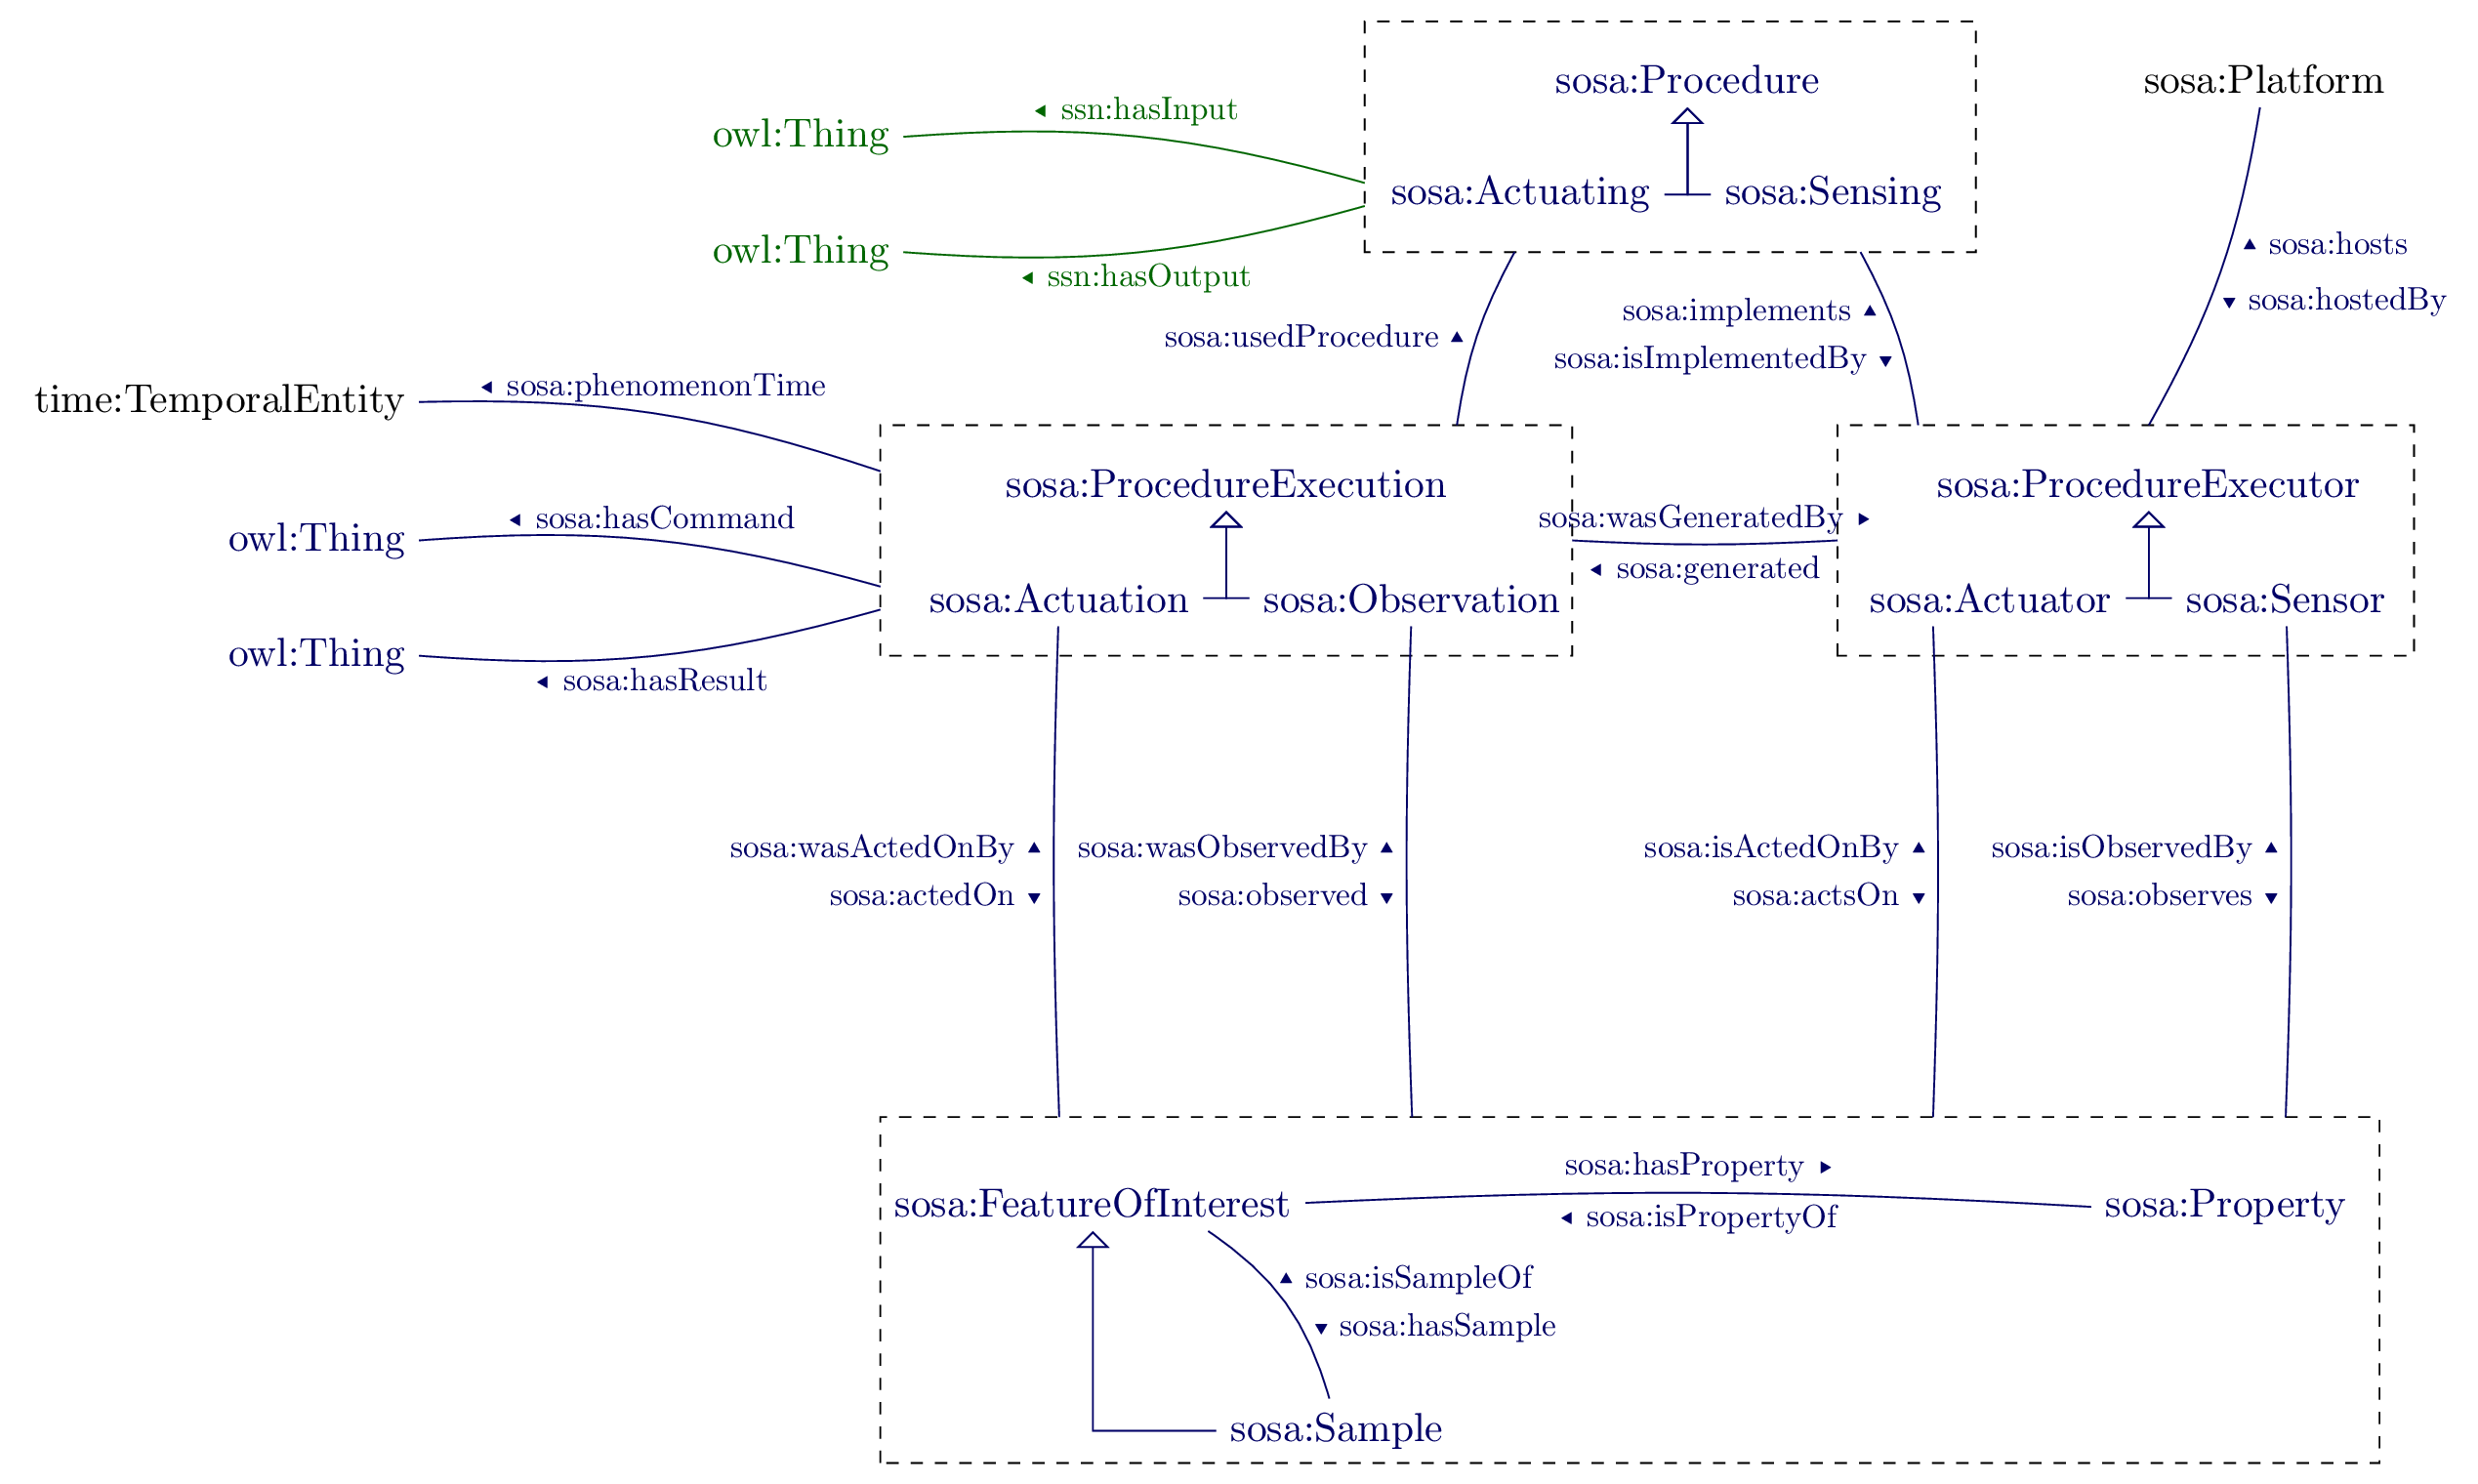 sosa:Procedure
sosa:Platform
◂ ssn:hasInput
owl:Thing
sosa:Actuating
sosa:Sensing
owl:Thing
◂ ssn:hasOutput
▴ sosa:hosts
▾ sosa:hostedBy
sosa:implements ▴
sosa:usedProcedure ▴
sosa:isImplementedBy ▾
◂ sosa:phenomenonTime
time:TemporalEntity
sosa:ProcedureExecution
sosa:ProcedureExecutor
◂ sosa:hasCommand
sosa:wasGeneratedBy ▸
owl:Thing
◂ sosa:generated
sosa:Actuation
sosa:Observation
sosa:Actuator
sosa:Sensor
owl:Thing
◂ sosa:hasResult
sosa:wasActedOnBy ▴
sosa:wasObservedBy ▴
sosa:isActedOnBy ▴
sosa:isObservedBy ▴
sosa:actedOn ▾
sosa:observed ▾
sosa:actsOn ▾
sosa:observes ▾
sosa:hasProperty ▸
sosa:FeatureOfInterest
sosa:Property
◂ sosa:isPropertyOf
▴ sosa:isSampleOf
▾ sosa:hasSample
sosa:Sample